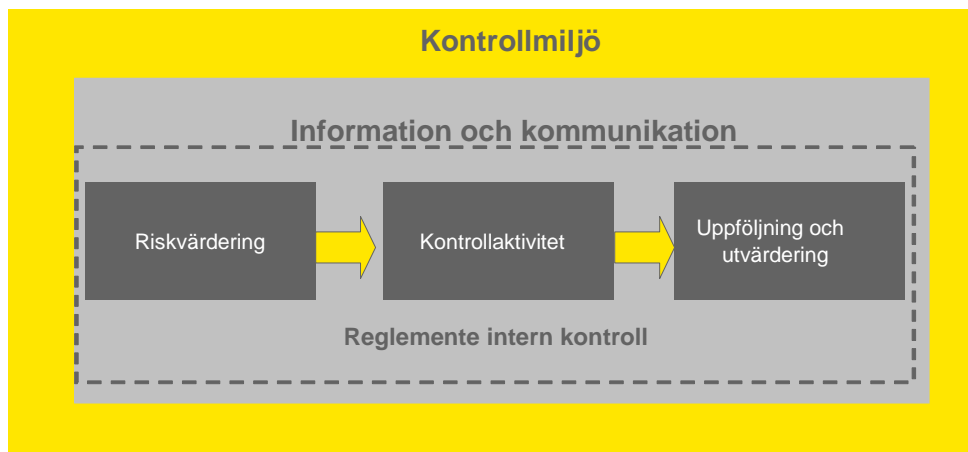 Kontrollmiljö
Information och kommunikation
Riskvärdering
Kontrollaktivitet
Uppföljning och
utvärdering
Reglemente intern kontroll